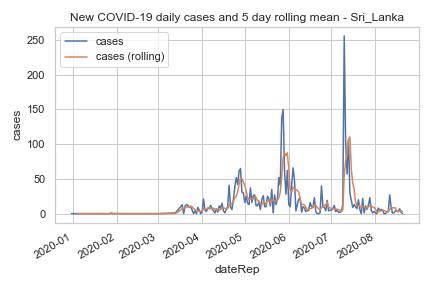 New COVID-19 daily cases and 5 day rolling mean - Sri_Lanka
cases
cases (rolling)
250
200
150
100
50
0
cases
2020-01
2020-02
2020-03
2020-04
2020-05
2020-06
2020-07
2020-08
dateRep